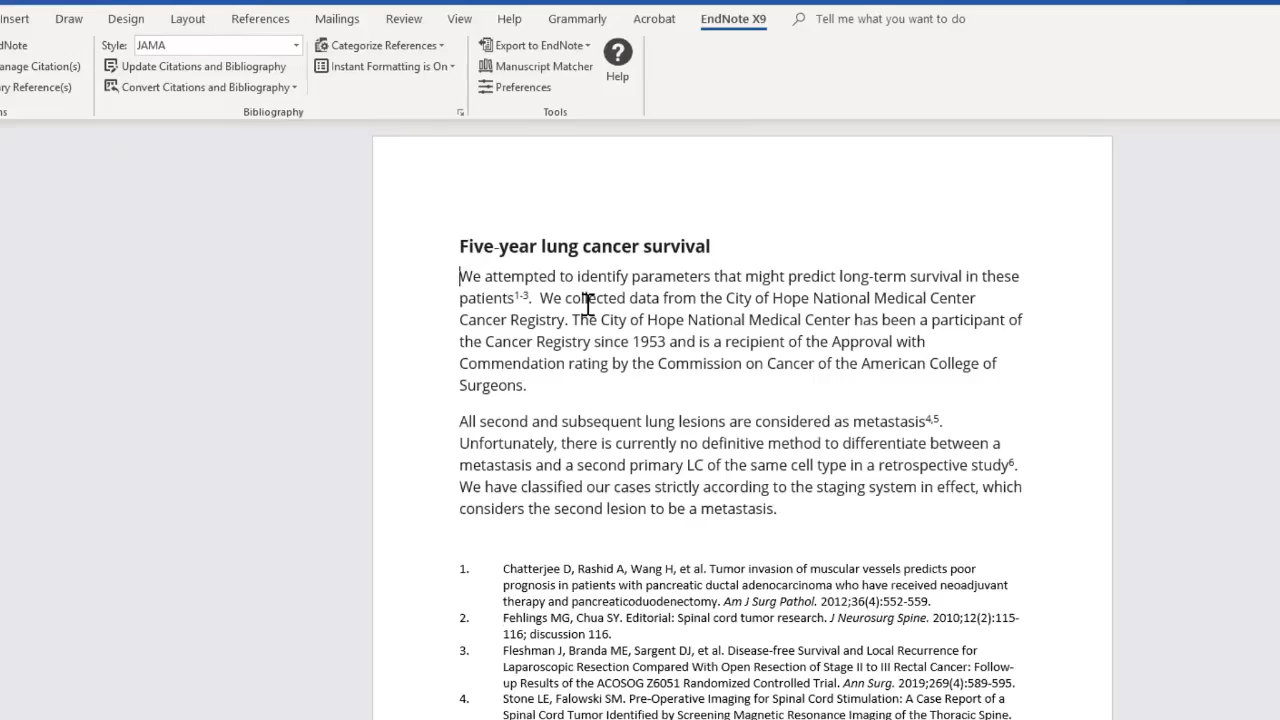 Insert Draw Design Layout References Mailings Review View Help Grammarly Acrobat EndNote X9 Tell me what you want to do
dNote Style: JAMA Categorize References Export to EndNote
anage Citation(s) Update Citations and Bibliography Instant Formatting is On Manuscript Matcher Help
ry Reference(s) Convert Citations and Bibliography Preferences
ns Bibliography Tools
Five-year lung cancer survival
We attempted to identify parameters that might predict long-term survival in these
patients1-3.  We collected data from the City of Hope National Medical Center
Cancer Registry. The City of Hope National Medical Center has been a participant of
the Cancer Registry since 1953 and is a recipient of the Approval with
Commendation rating by the Commission on Cancer of the American College of
Surgeons.
All second and subsequent lung lesions are considered as metastasis4,5.
Unfortunately, there is currently no definitive method to differentiate between a
metastasis and a second primary LC of the same cell type in a retrospective study6.
We have classified our cases strictly according to the staging system in effect, which
considers the second lesion to be a metastasis.
1. Chatterjee D, Rashid A, Wang H, et al. Tumor invasion of muscular vessels predicts poor
prognosis in patients with pancreatic ductal adenocarcinoma who have received neoadjuvant
therapy and pancreaticoduodenectomy. Am J Surg Pathol. 2012;36(4):552-559.
2. Fehlings MG, Chua SY. Editorial: Spinal cord tumor research. J Neurosurg Spine. 2010;12(2):115-
116; discussion 116.
3. Fleshman J, Branda ME, Sargent DJ, et al. Disease-free Survival and Local Recurrence for
Laparoscopic Resection Compared With Open Resection of Stage II to III Rectal Cancer: Follow-
up Results of the ACOSOG Z6051 Randomized Controlled Trial. Ann Surg. 2019;269(4):589-595.
4. Stone LE, Falowski SM. Pre-Operative Imaging for Spinal Cord Stimulation: A Case Report of a
Spinal Cord Tumor Identified by Screening Magnetic Resonance Imaging of the Thoracic Spine.